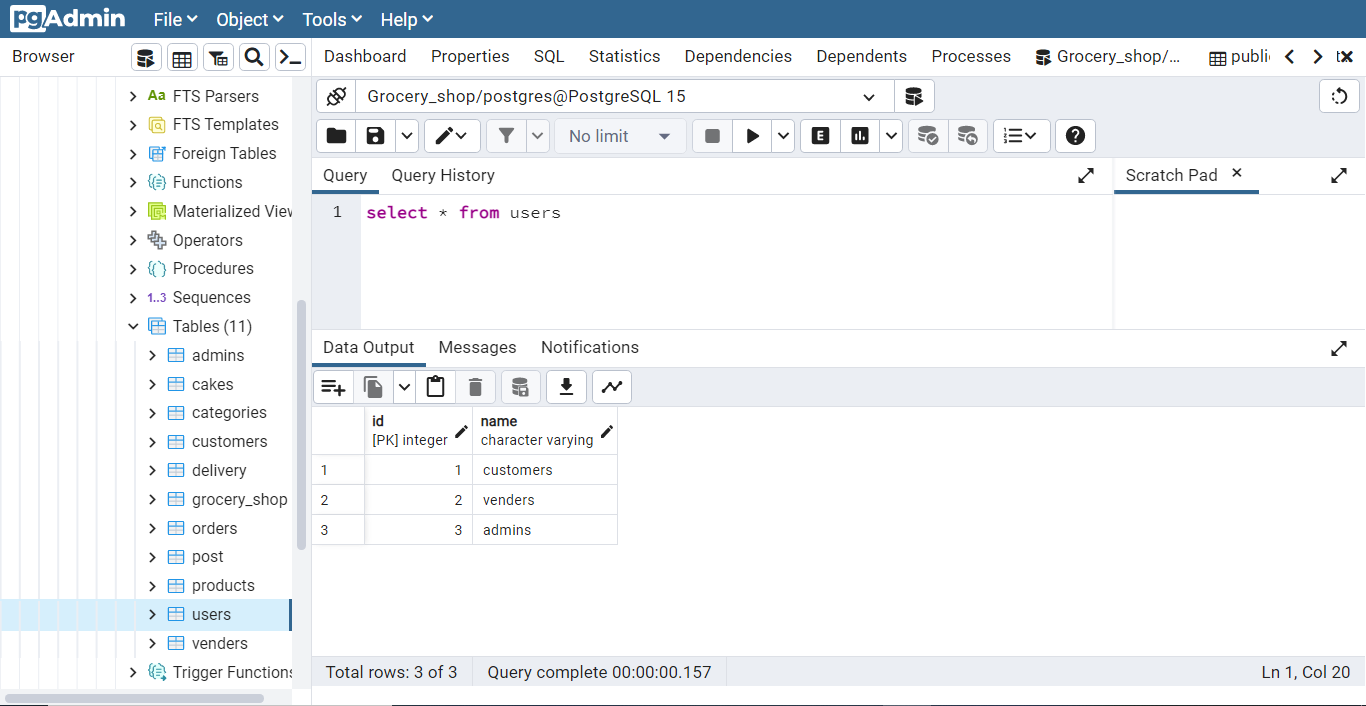 pgAdmin File Object Tools Help
Browser
Dashboard Properties SQL Statistics Dependencies Dependents Processes Grocery_shop/...
Grocery_shop/postgres@PostgreSQL 15
No limit
E
Query Query History
Scratch Pad
1 select * from users
Aa FTS Parsers
FTS Templates
Foreign Tables
Functions
Materialized View
Operators
Procedures
1..3 Sequences
Tables (11)
admins
cakes
categories
customers
delivery
grocery_shop
orders
post
products
users
venders
Trigger Functions
Data Output Messages Notifications
id name
[PK] integer character varying
1 1 customers
2 2 venders
3 3 admins
Total rows: 3 of 3 Query complete 00:00:00.157 Ln 1, Col 20